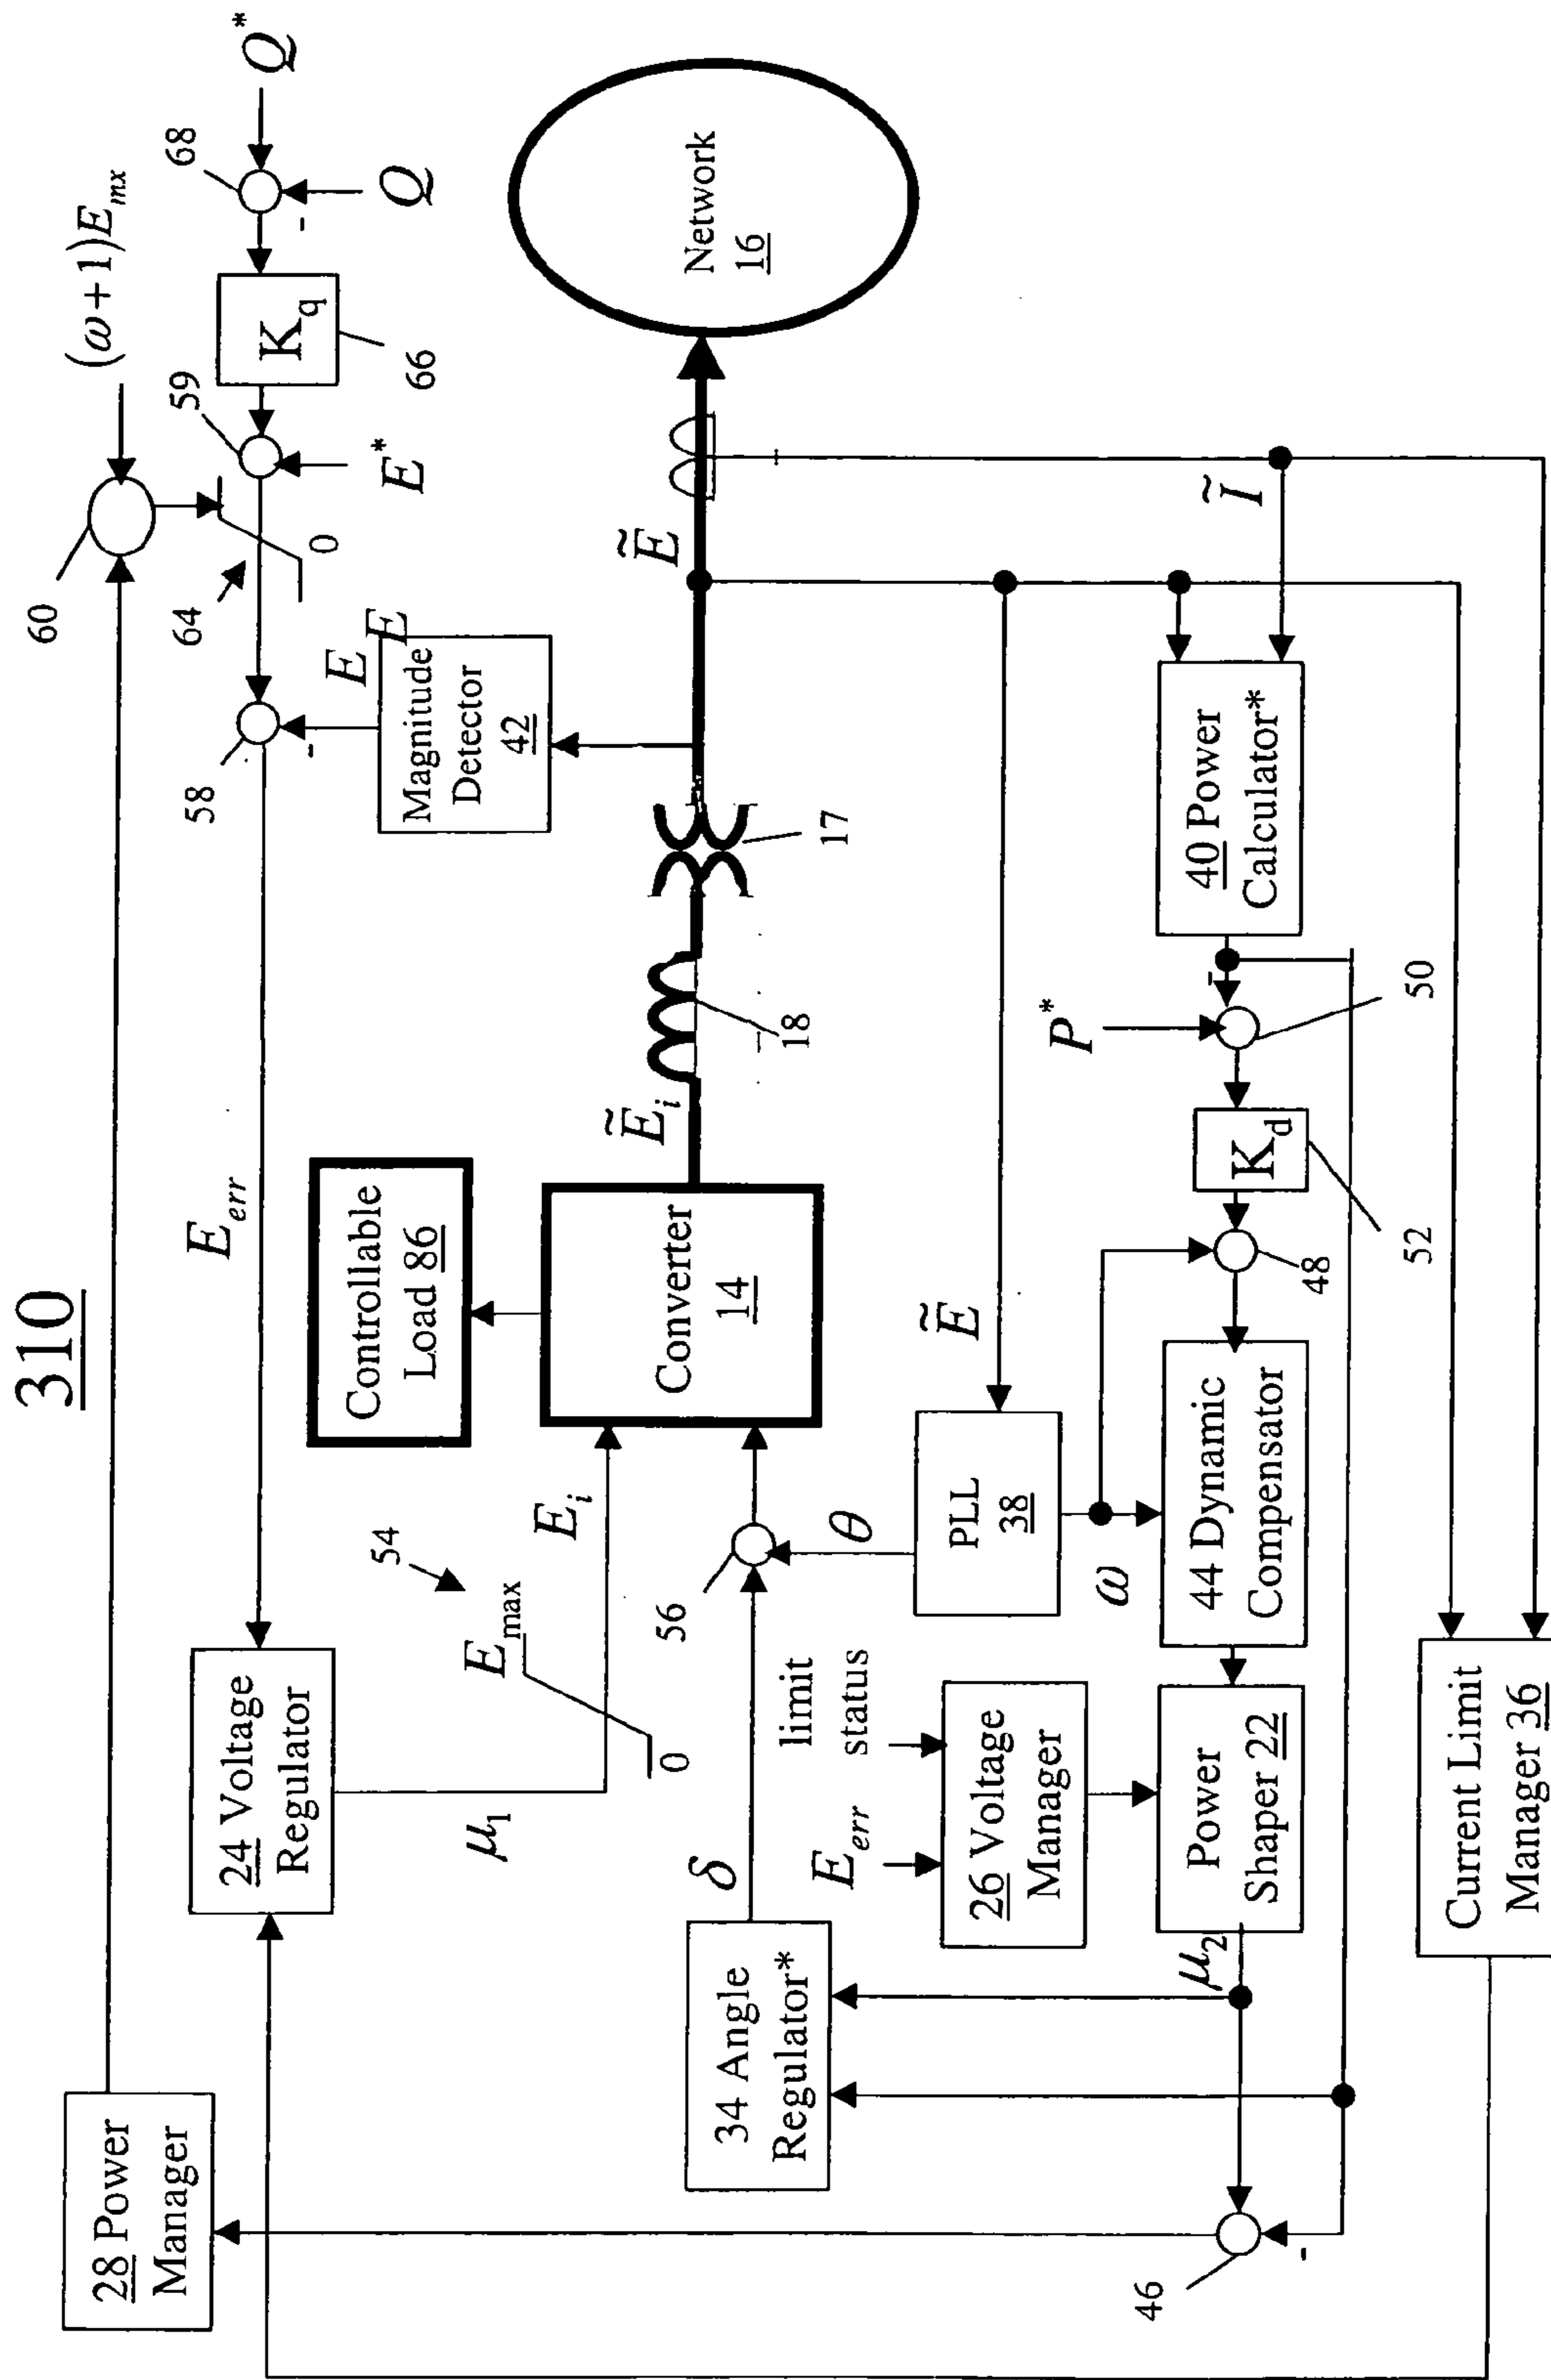 310
28 Power
Manager
60
(ω+1)E_mx
24 Voltage
Regulator
E_err
58
64
0
59
E*
K_q
66
68
Q*
Q
-
-
E
E
Magnitude
Detector
42
μ₁
54
E_max
0
E_i
Controllable
Load 86
Converter
14
Ẽ_i
18
17
Ẽ
Network
16
34 Angle
Regulator*
δ
56
θ
limit
status
E_err
26 Voltage
Manager
PLL
38
Ẽ
ω
μ₂
Power
Shaper 22
44 Dynamic
Compensator
48
K_d
52
P*
50
-
40 Power
Calculator*
Ĩ
46
-
Current Limit
Manager 36